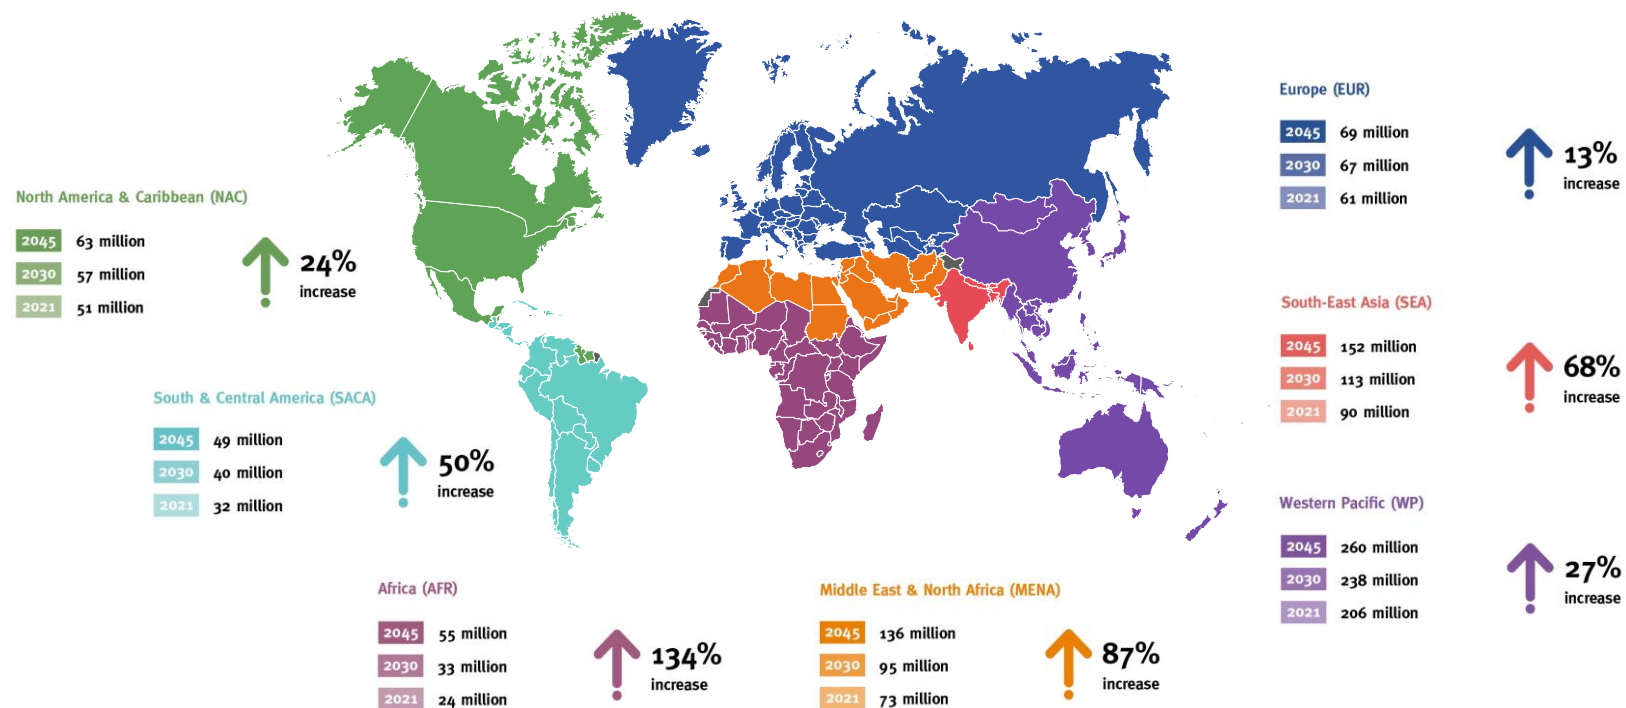 North America & Caribbean (NAC)
2045 63 million
2030 57 million
2021 51 million
24%
increase
South & Central America (SACA)
2045 49 million
2030 40 million
2021 32 million
50%
increase
Africa (AFR)
2045 55 million
2030 33 million
2021 24 million
134%
increase
Middle East & North Africa (MENA)
2045 136 million
2030 95 million
2021 73 million
87%
increase
Europe (EUR)
2045 69 million
2030 67 million
2021 61 million
13%
increase
South-East Asia (SEA)
2045 152 million
2030 113 million
2021 90 million
68%
increase
Western Pacific (WP)
2045 260 million
2030 238 million
2021 206 million
27%
increase